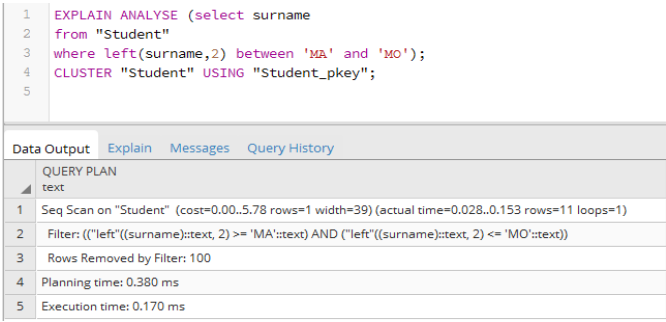 1 EXPLAIN ANALYSE (select surname
2 from "Student"
3 where left(surname,2) between 'MA' and 'MO');
4 CLUSTER "Student" USING "Student_pkey";
5
Data Output Explain Messages Query History
QUERY PLAN
text
1 Seq Scan on "Student" (cost=0.00..5.78 rows=1 width=39) (actual time=0.028..0.153 rows=11 loops=1)
2 Filter: (("left"((surname)::text, 2) >= 'MA'::text) AND ("left"((surname)::text, 2) <= 'MO'::text))
3 Rows Removed by Filter: 100
4 Planning time: 0.380 ms
5 Execution time: 0.170 ms